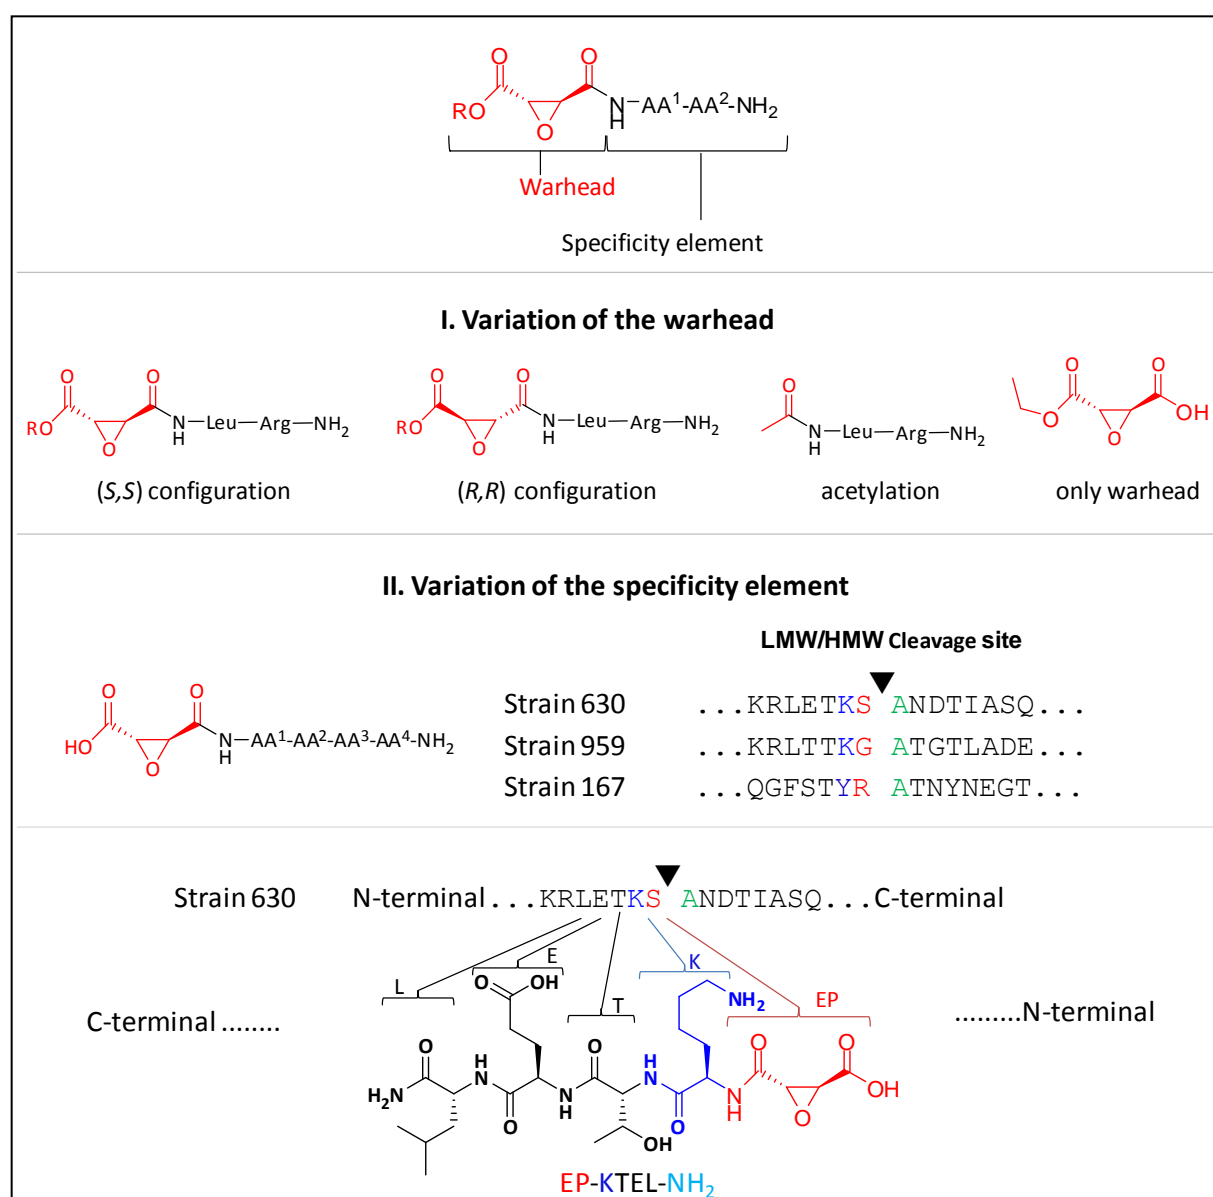 O O
RO N H AA¹-AA²-NH₂
O
Warhead
Specificity element
I. Variation of the warhead
O O
RO N H Leu Arg NH₂
O
(S,S) configuration
O O
RO N H Leu Arg NH₂
O
(R,R) configuration
O
N H Leu Arg NH₂
acetylation
O O
O OH
O
only warhead
II. Variation of the specificity element
LMW/HMW Cleavage site
O O
HO N H AA¹-AA²-AA³-AA⁴-NH₂
O
Strain 630 ...KRLETKS ANDTIASQ...
Strain 959 ...KRLTTKG ATGTLADE...
Strain 167 ...QGFSTYR ATNYNEGT...
Strain 630 N-terminal...KRLETKS ANDTIASQ...C-terminal
L E T K EP
C-terminal ........ .........N-terminal
O OH NH₂
O H N O H N O O
H₂N O N H O N H OH
OH O
EP-KTEL-NH₂